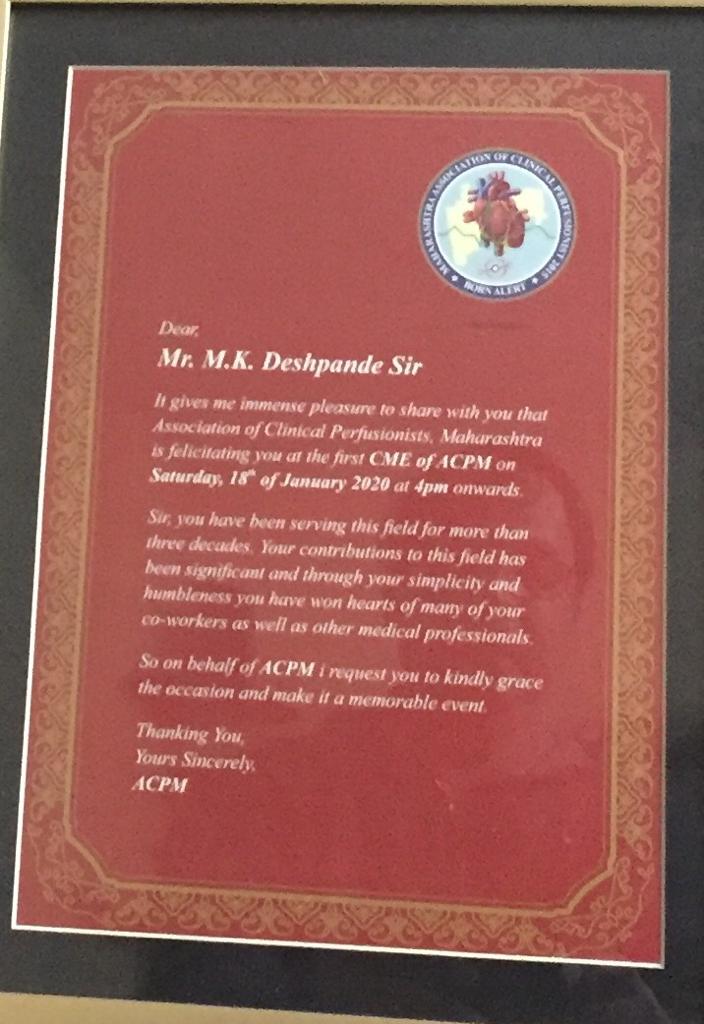 MAHARASHTRA ASSOCIATION OF CLINICAL PERFUSIONIST 2015
BORN ALERT
Dear,
Mr. M.K. Deshpande Sir
It gives me immense pleasure to share with you that
Association of Clinical Perfusionists, Maharashtra
is felicitating you at the first CME of ACPM on
Saturday, 18th of January 2020 at 4pm onwards.
Sir, you have been serving this field for more than
three decades. Your contributions to this field has
been significant and through your simplicity and
humbleness you have won hearts of many of your
co-workers as well as other medical professionals.
So on behalf of ACPM i request you to kindly grace
the occasion and make it a memorable event.
Thanking You,
Yours Sincerely,
ACPM